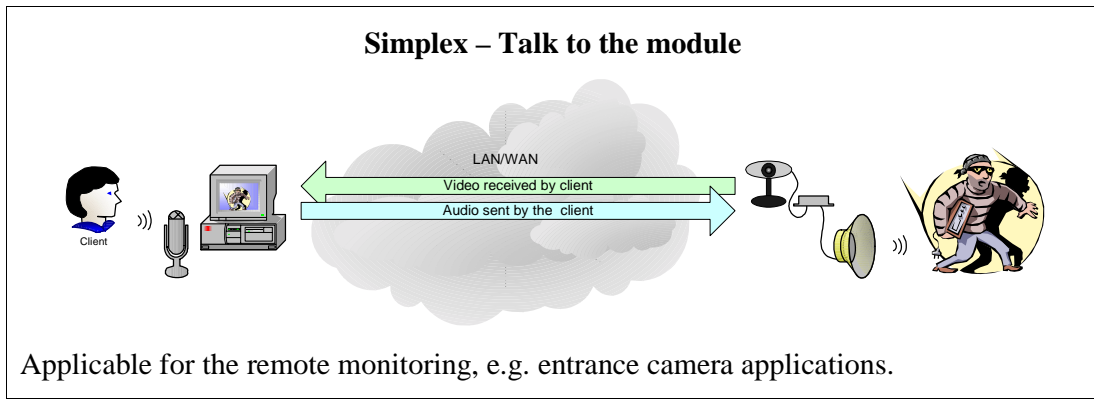 Simplex – Talk to the module
LAN/WAN
Video received by client
Audio sent by the client
Client
Applicable for the remote monitoring, e.g. entrance camera applications.